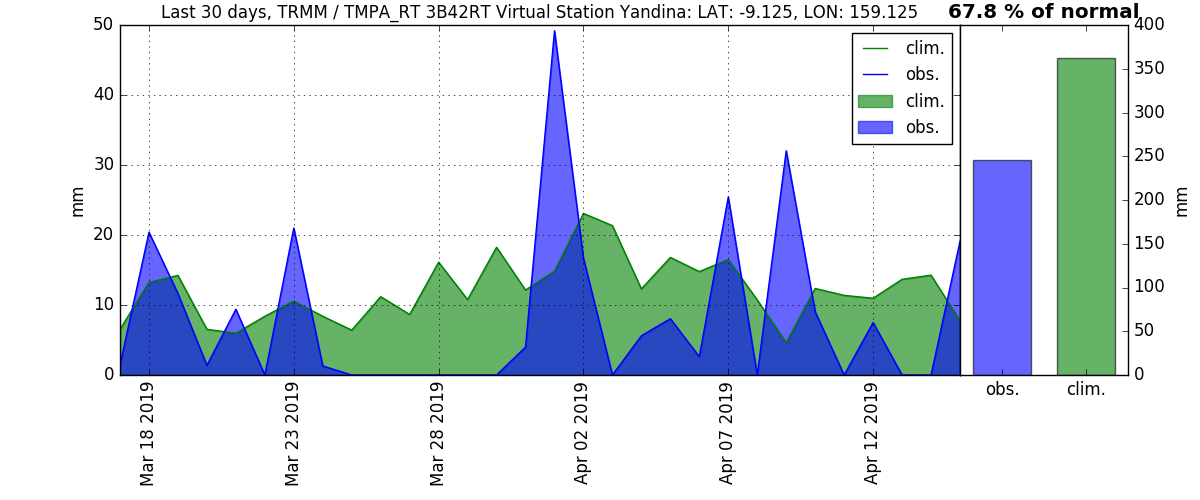 Last 30 days, TRMM / TMPA_RT 3B42RT Virtual Station Yandina: LAT: -9.125, LON: 159.125
67.8 % of normal
50
40
30
20
10
0
mm
clim.
obs.
clim.
obs.
400
350
300
250
200
150
100
50
0
mm
obs.
clim.
Mar 18 2019
Mar 23 2019
Mar 28 2019
Apr 02 2019
Apr 07 2019
Apr 12 2019